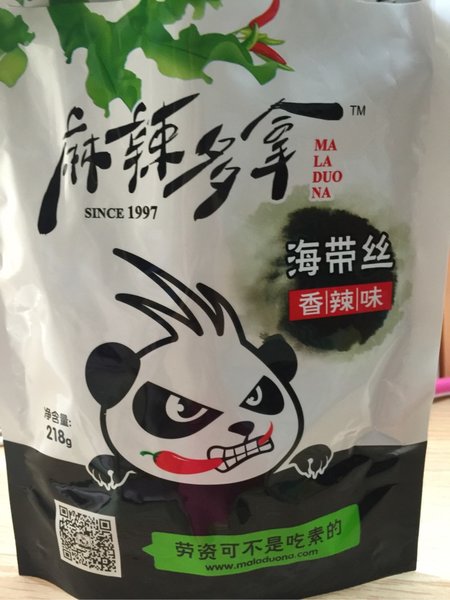 麻辣多拿 TM
MA
LA
DUO
NA
SINCE 1997
海带丝
香辣味
净含量:
218g
劳资可不是吃素的
www.maladuona.com